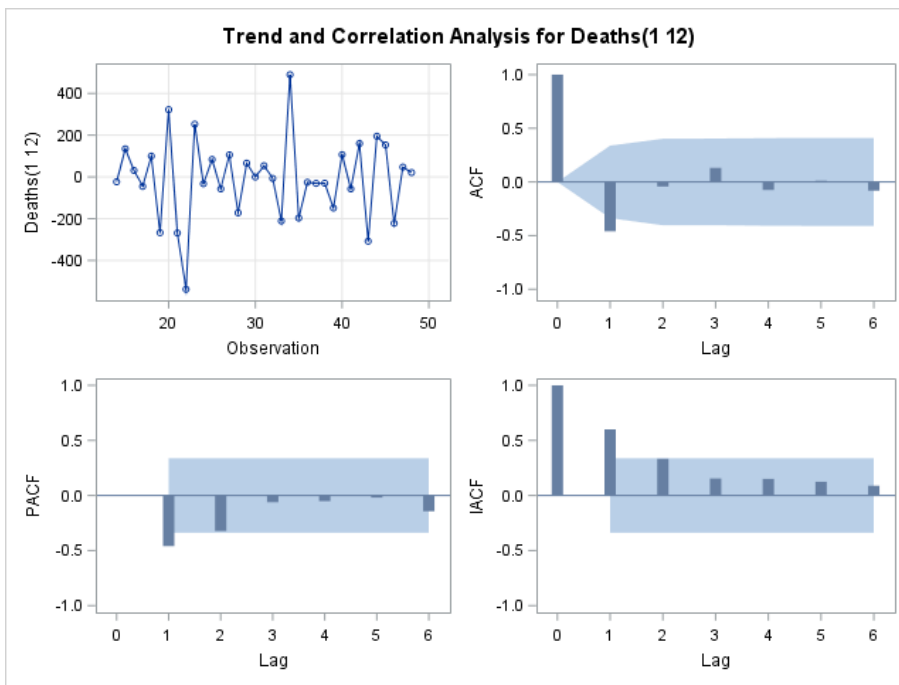 Trend and Correlation Analysis for Deaths(1 12)
Deaths(1 12)
400
200
0
-200
-400
20 30 40 50
Observation
ACF
1.0
0.5
0.0
-0.5
-1.0
0 1 2 3 4 5 6
Lag
PACF
1.0
0.5
0.0
-0.5
-1.0
0 1 2 3 4 5 6
Lag
IACF
1.0
0.5
0.0
-0.5
-1.0
0 1 2 3 4 5 6
Lag